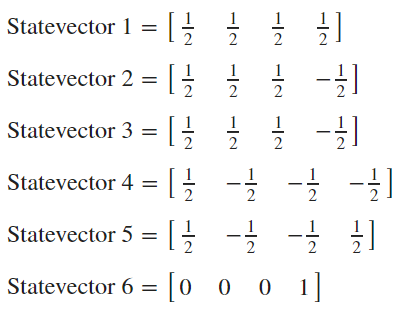 Statevector 1 = [1/2 1/2 1/2 1/2]
Statevector 2 = [1/2 1/2 1/2 -1/2]
Statevector 3 = [1/2 1/2 1/2 -1/2]
Statevector 4 = [1/2 -1/2 -1/2 -1/2]
Statevector 5 = [1/2 -1/2 -1/2 1/2]
Statevector 6 = [0 0 0 1]